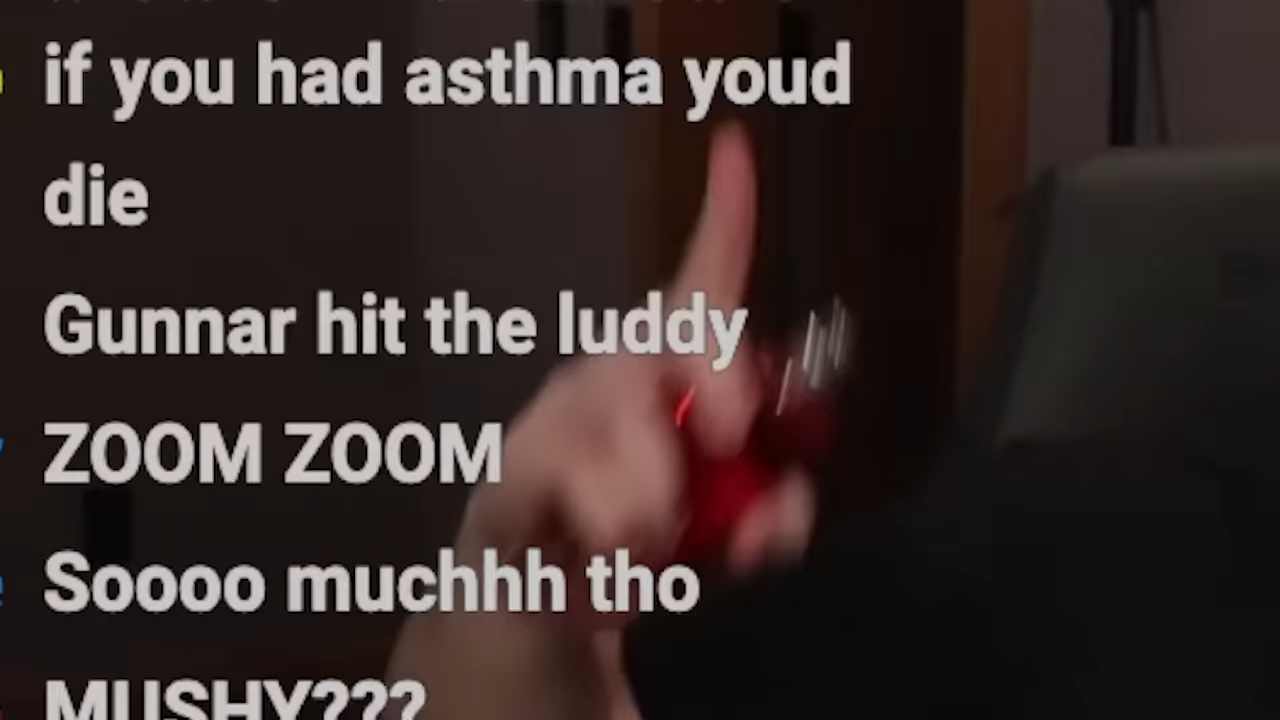 if you had asthma youd
die
Gunnar hit the luddy
ZOOM ZOOM
Soooo muchhh tho
MUSHY???